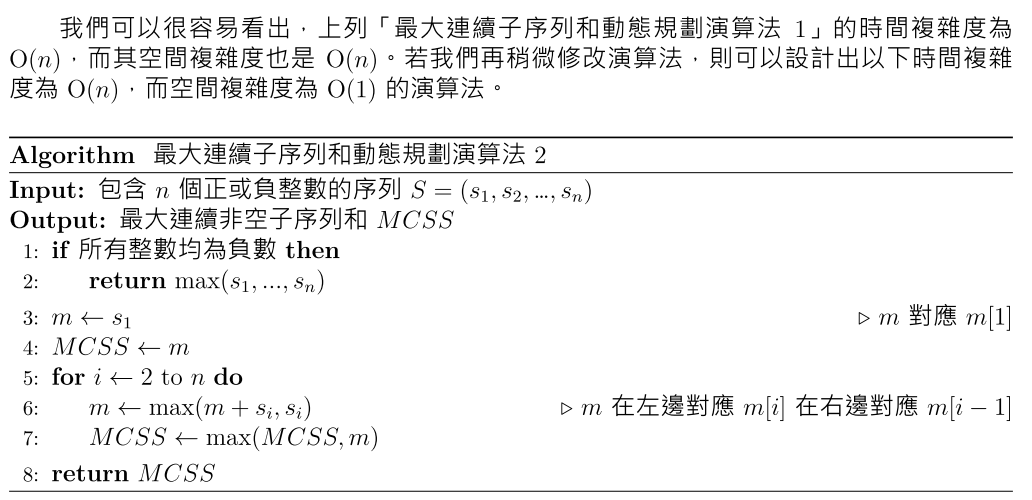 我們可以很容易看出，上列「最大連續子序列和動態規劃演算法 1」的時間複雜度為
O(n)，而其空間複雜度也是 O(n)。若我們再稍微修改演算法，則可以設計出以下時間複雜
度為 O(n)，而空間複雜度為 O(1) 的演算法。
Algorithm 最大連續子序列和動態規劃演算法 2
Input: 包含 n 個正或負整數的序列 S = (s₁, s₂, ..., sₙ)
Output: 最大連續非空子序列和 MCSS
1: if 所有整數均為負數 then
2: return max(s₁, ..., sₙ)
3: m ← s₁ ▷ m 對應 m[1]
4: MCSS ← m
5: for i ← 2 to n do
6: m ← max(m + sᵢ, sᵢ) ▷ m 在左邊對應 m[i] 在右邊對應 m[i − 1]
7: MCSS ← max(MCSS, m)
8: return MCSS